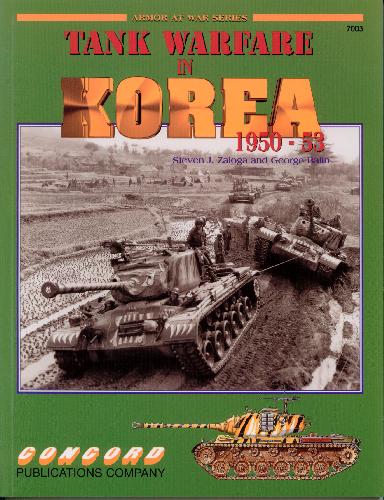 ARMOR AT WAR SERIES
7003
TANK WARFARE
IN
KOREA
1950 - 53
Steven J. Zaloga and George Balin
CONCORD
PUBLICATIONS COMPANY